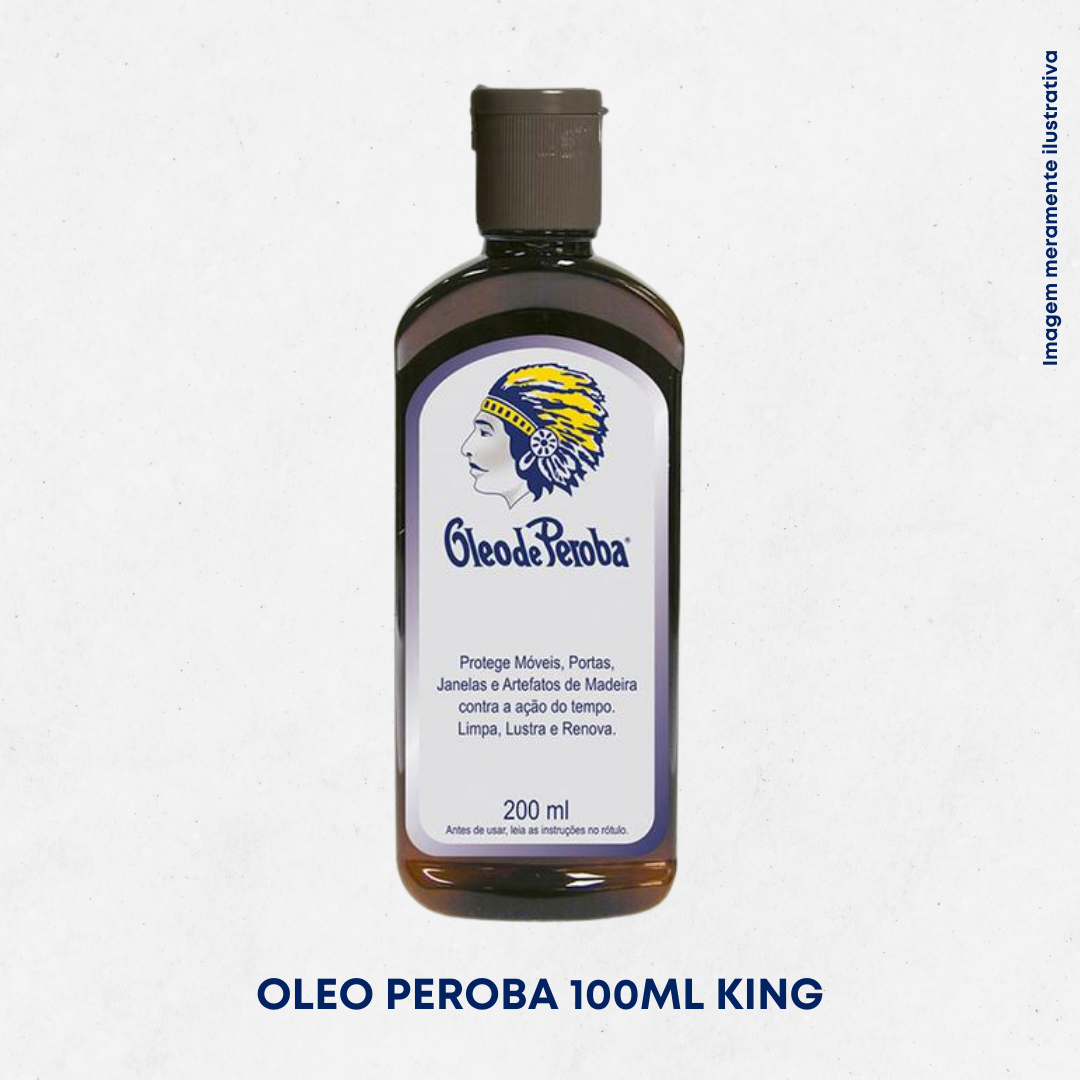 Imagem meramente ilustrativa
Óleo de Peroba®
Protege Móveis, Portas,
Janelas e Artefatos de Madeira
contra a ação do tempo.
Limpa, Lustra e Renova.
200 ml
Antes de usar, leia as instruções no rótulo.
OLEO PEROBA 100ML KING